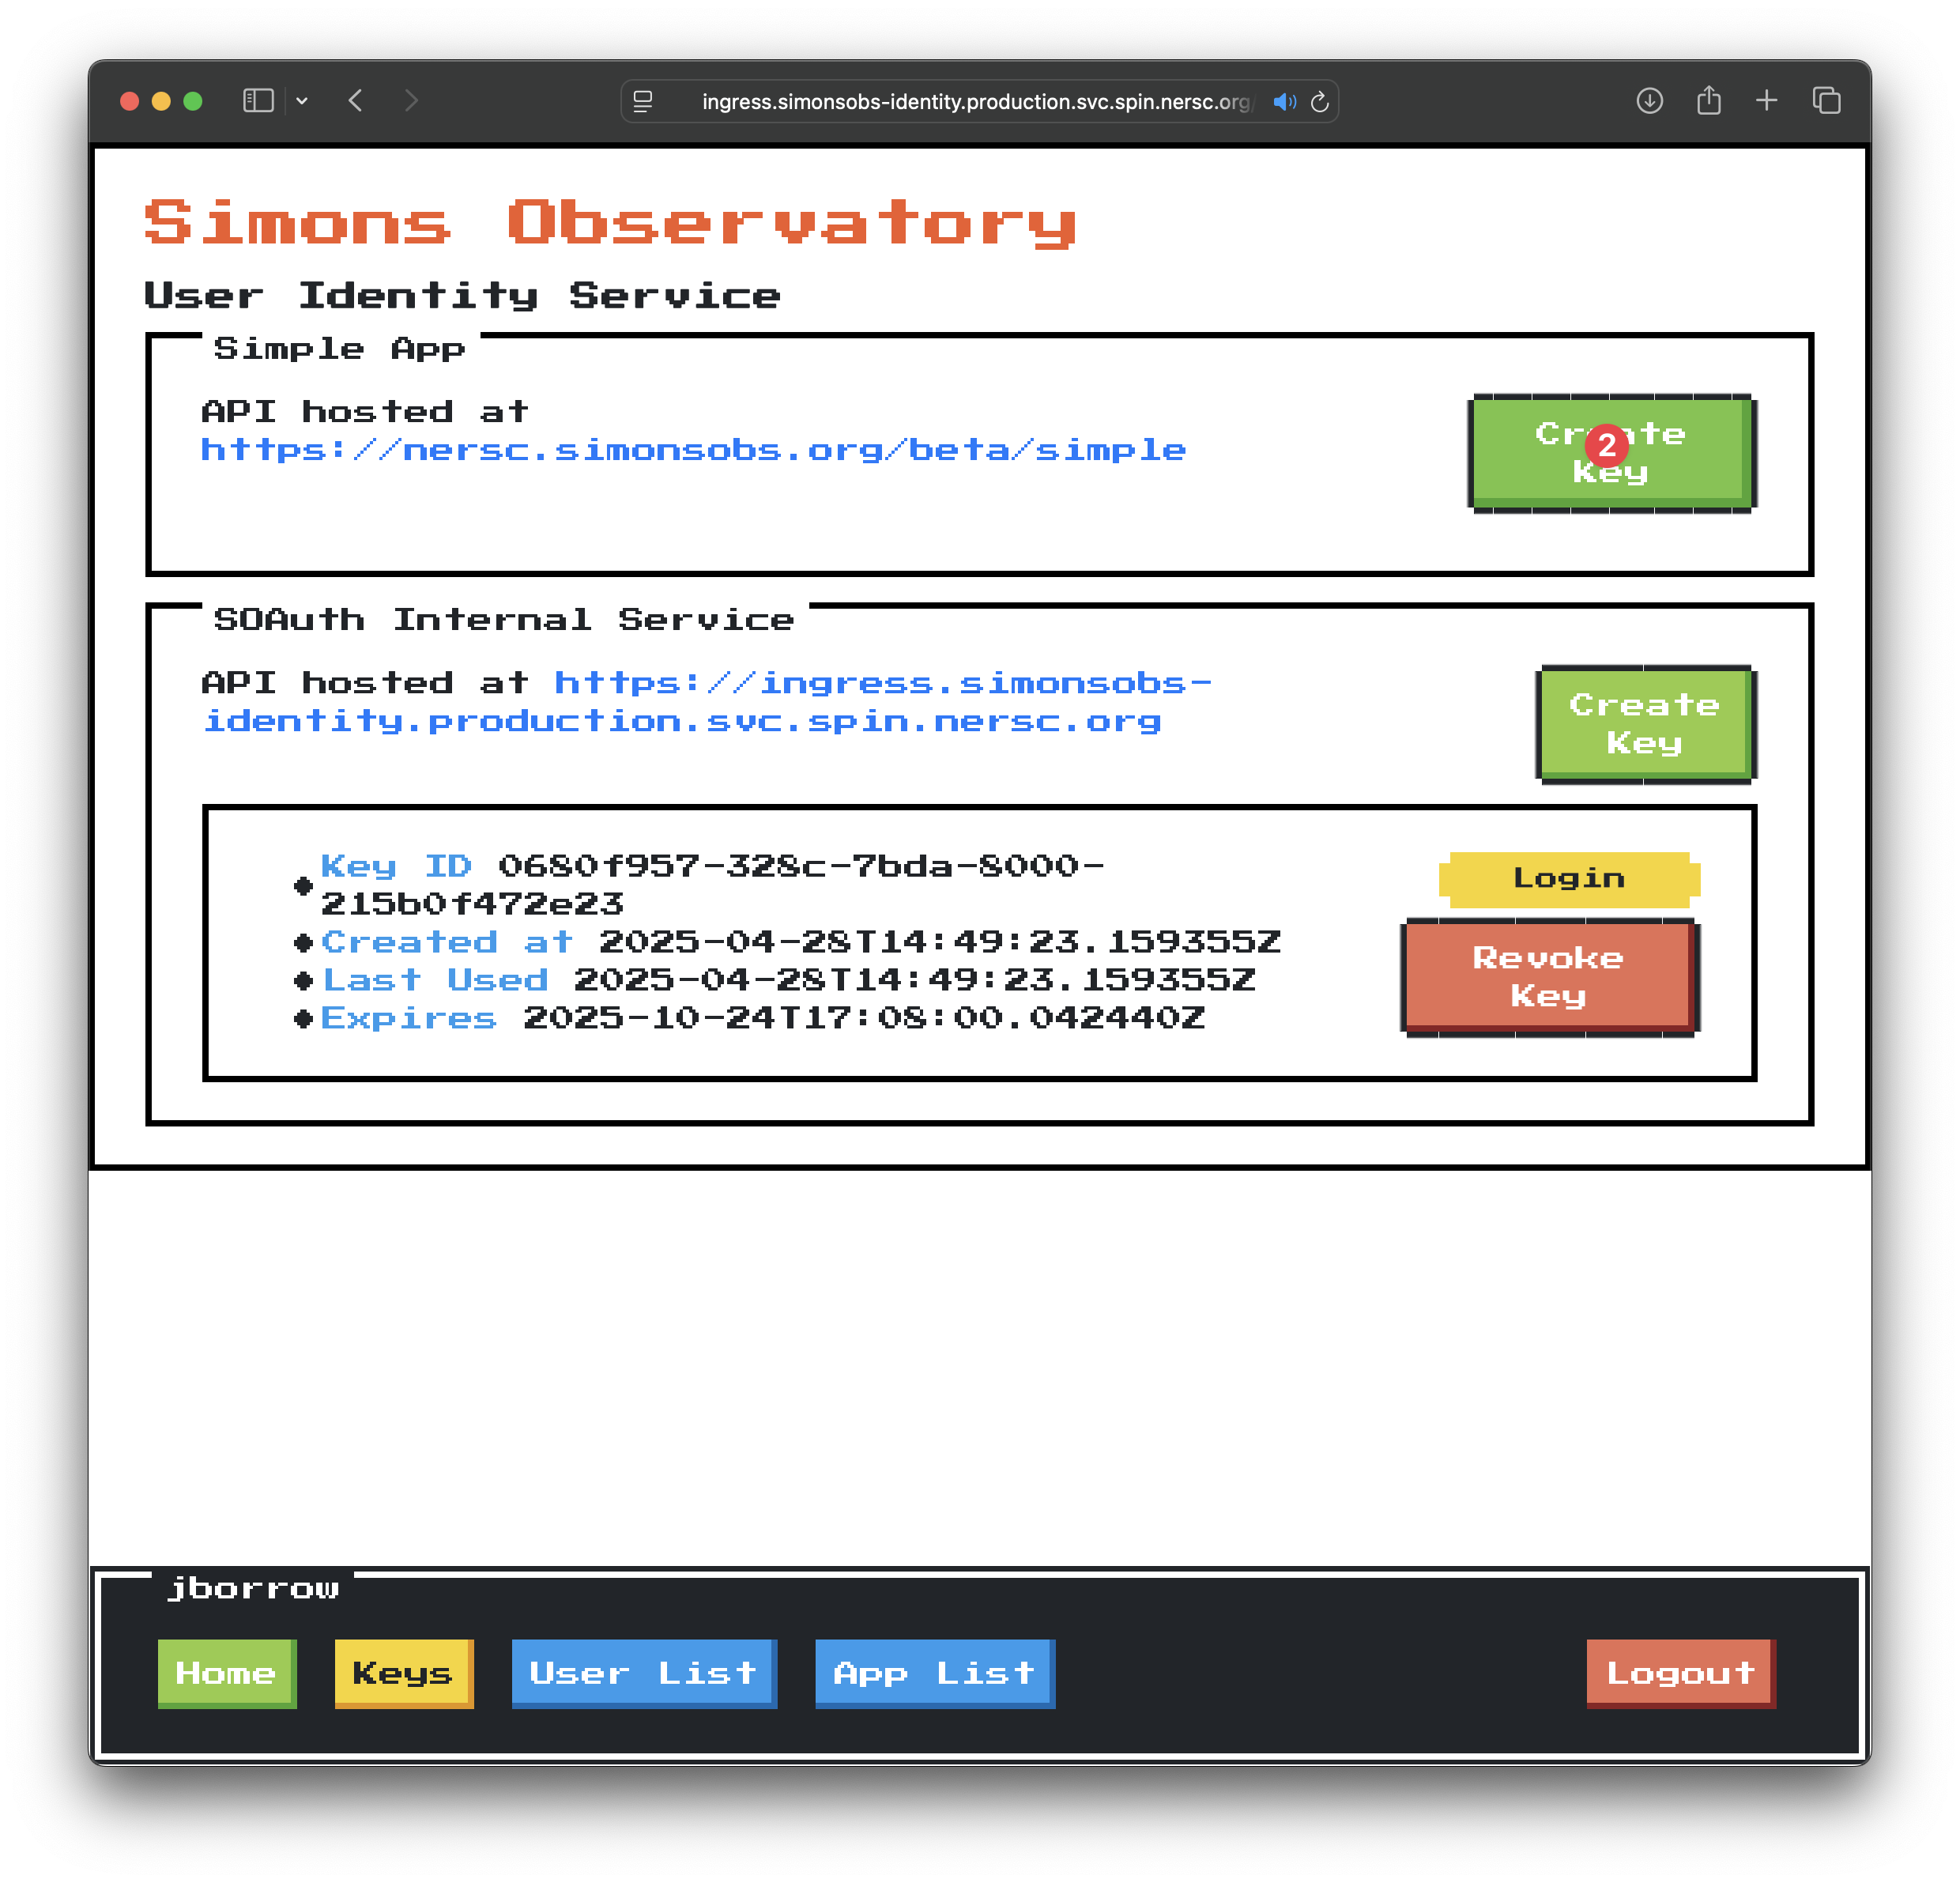 ingress.simonsobs-identity.production.svc.spin.nersc.org/
Simons Observatory
User Identity Service
Simple App
API hosted at
https://nersc.simonsobs.org/beta/simple
Create
Key
2
SOAuth Internal Service
API hosted at https://ingress.simonsobs-
identity.production.svc.spin.nersc.org
Create
Key
Key ID 0680f957-328c-7bda-8000-
215b0f472e23
Created at 2025-04-28T14:49:23.159355Z
Last Used 2025-04-28T14:49:23.159355Z
Expires 2025-10-24T17:08:00.042440Z
Login
Revoke
Key
jborrow
Home
Keys
User List
App List
Logout